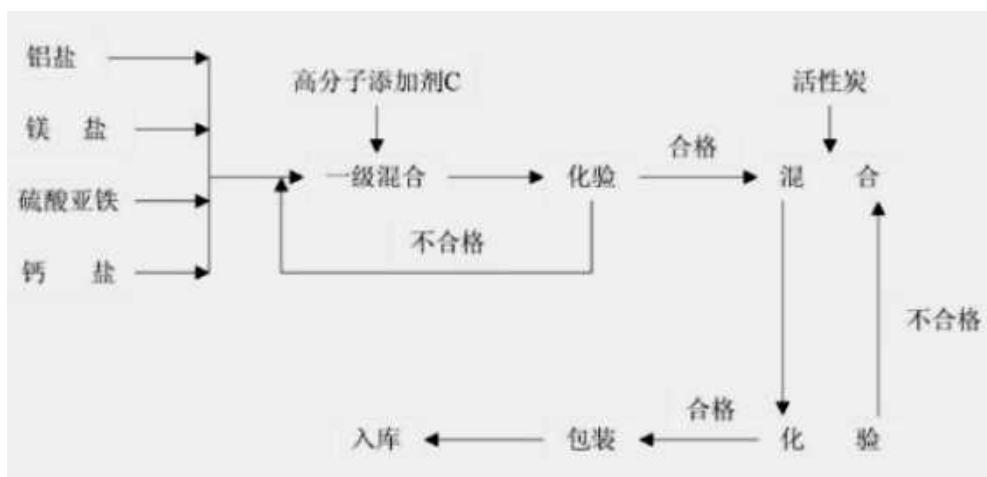 铝盐
高分子添加剂C
活性炭
镁 盐
合格
一级混合
化验
混 合
硫酸亚铁
不合格
钙 盐
不合格
合格
入库
包装
化 验